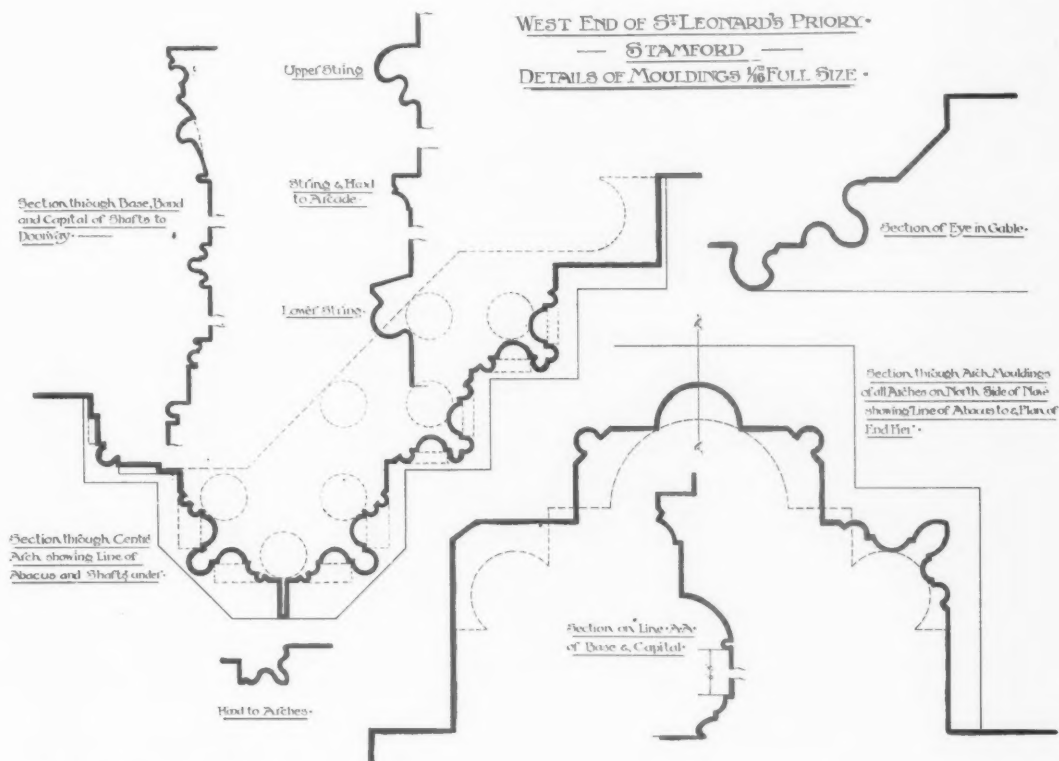 WEST END OF ST LEONARD'S PRIORY·
— STAMFORD —
DETAILS OF MOULDINGS FULL SIZE·
Upper String
Section through Base, Band
and Capital of Shafts to
Doorway·
String & Hood
to Arcade·
Lower String·
Section of Eye in Gable·
Section through Arch Mouldings
of all Arches on North Side of Nave
showing Line of Abacus to & Plan of
End Pier·
Section through Centre
Arch showing Line of
Abacus and Shafts under·
Section on Line·A·A·
of Base & Capital·
Hood to Arches·